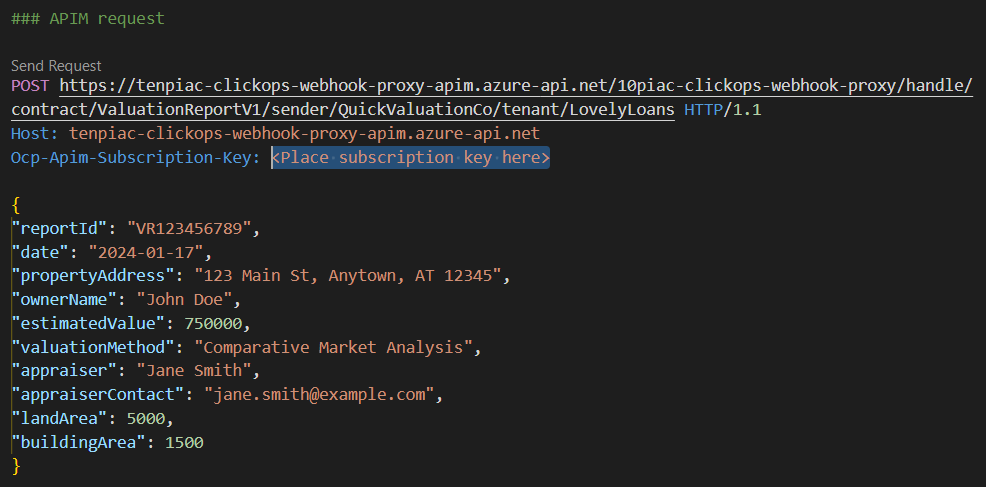 ### APIM request
Send Request
POST https://tenpiac-clickops-webhook-proxy-apim.azure-api.net/10piac-clickops-webhook-proxy/handle/
contract/ValuationReportV1/sender/QuickValuationCo/tenant/LovelyLoans HTTP/1.1
Host: tenpiac-clickops-webhook-proxy-apim.azure-api.net
Ocp-Apim-Subscription-Key: <Place subscription key here>
{
"reportId": "VR123456789",
"date": "2024-01-17",
"propertyAddress": "123 Main St, Anytown, AT 12345",
"ownerName": "John Doe",
"estimatedValue": 750000,
"valuationMethod": "Comparative Market Analysis",
"appraiser": "Jane Smith",
"appraiserContact": "jane.smith@example.com",
"landArea": 5000,
"buildingArea": 1500
}